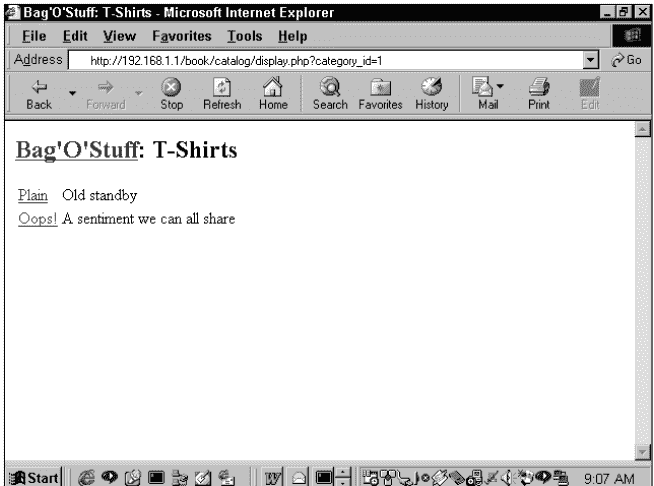 Bag'O'Stuff: T-Shirts - Microsoft Internet Explorer
File Edit View Favorites Tools Help
Address http://192.168.1.1/book/catalog/display.php?category_id=1 Go
Back Forward Stop Refresh Home Search Favorites History Mail Print Edit
Bag'O'Stuff: T-Shirts
Plain Old standby
Oops! A sentiment we can all share
Start 9:07 AM